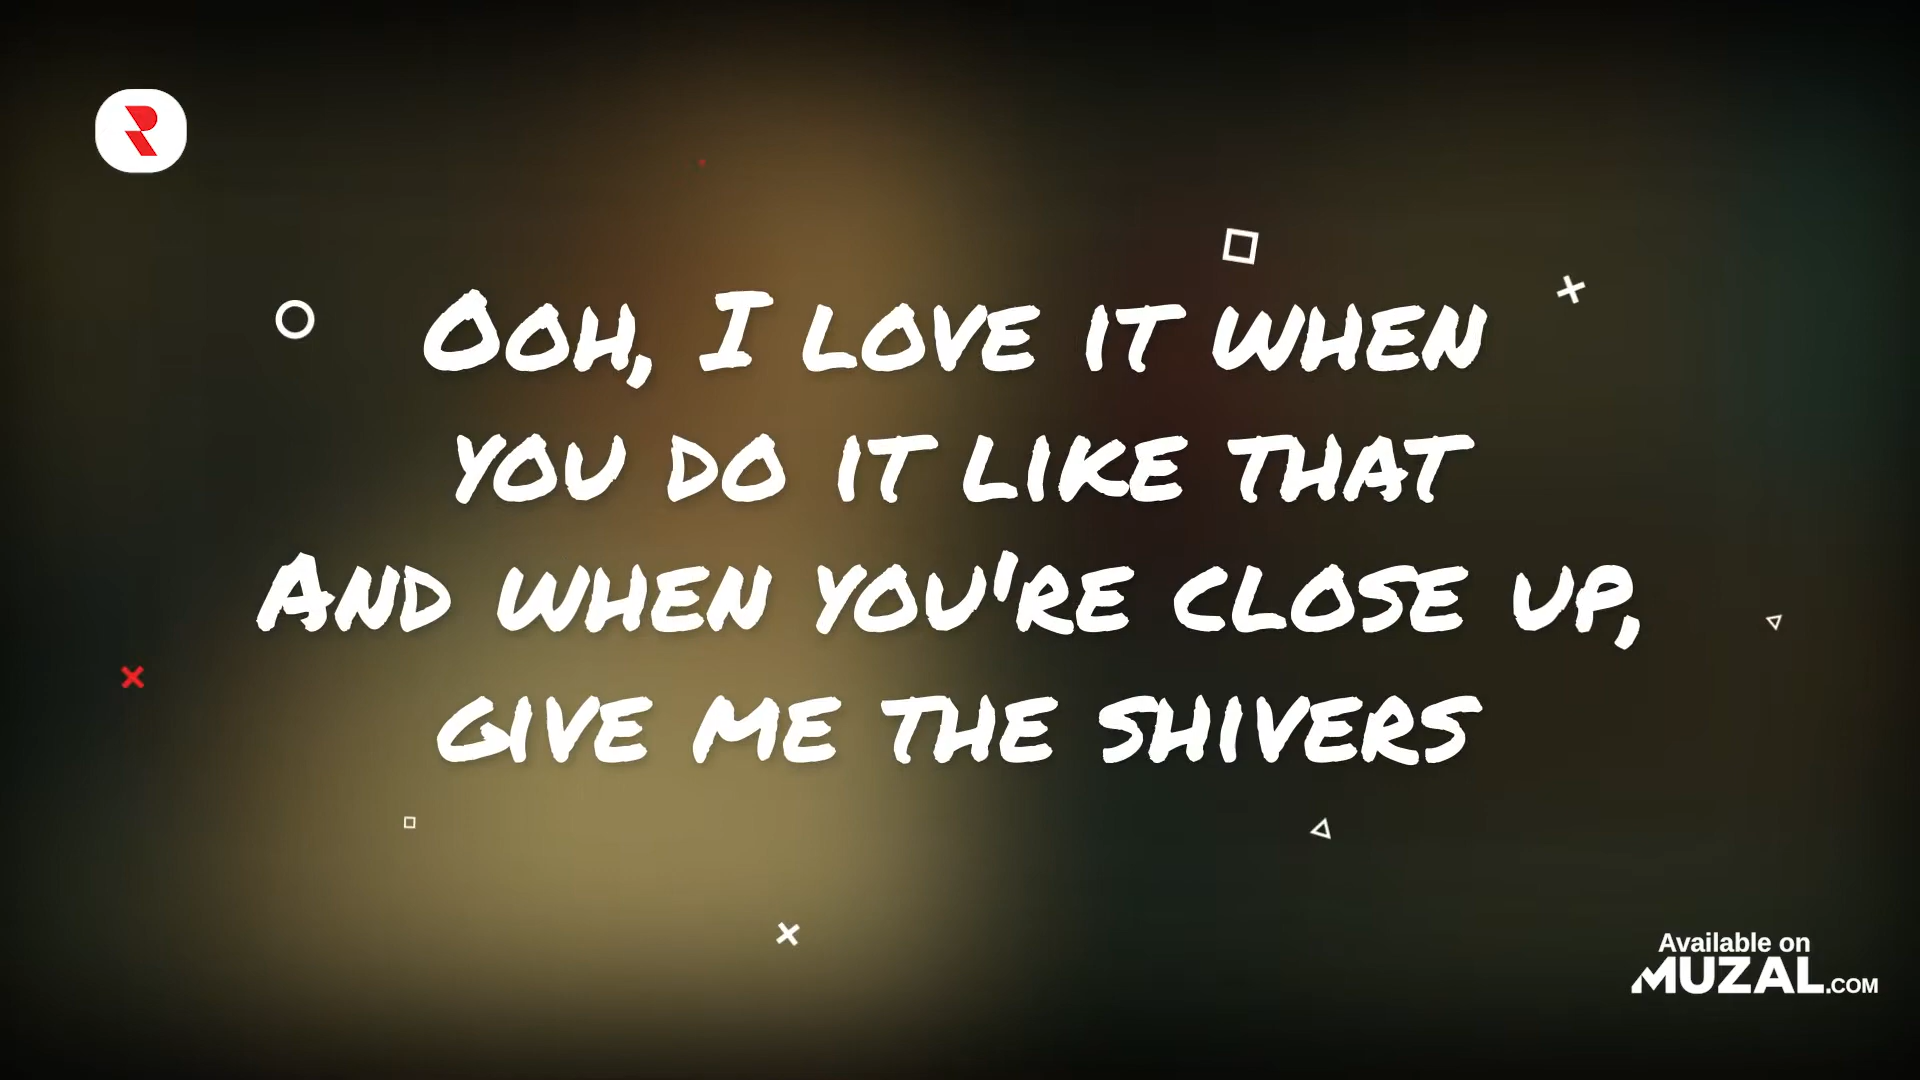 R
Ooh, I love it when
you do it like that
And when you're close up,
give me the shivers
Available on
MUZAL.COM